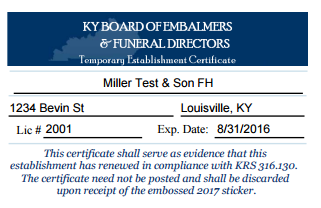 KY BOARD OF EMBALMERS
& FUNERAL DIRECTORS
Temporary Establishment Certificate
Miller Test & Son FH
1234 Bevin St Louisville, KY
Lic # 2001 Exp. Date: 8/31/2016
This certificate shall serve as evidence that this
establishment has renewed in compliance with KRS 316.130.
The certificate need not be posted and shall be discarded
upon receipt of the embossed 2017 sticker.